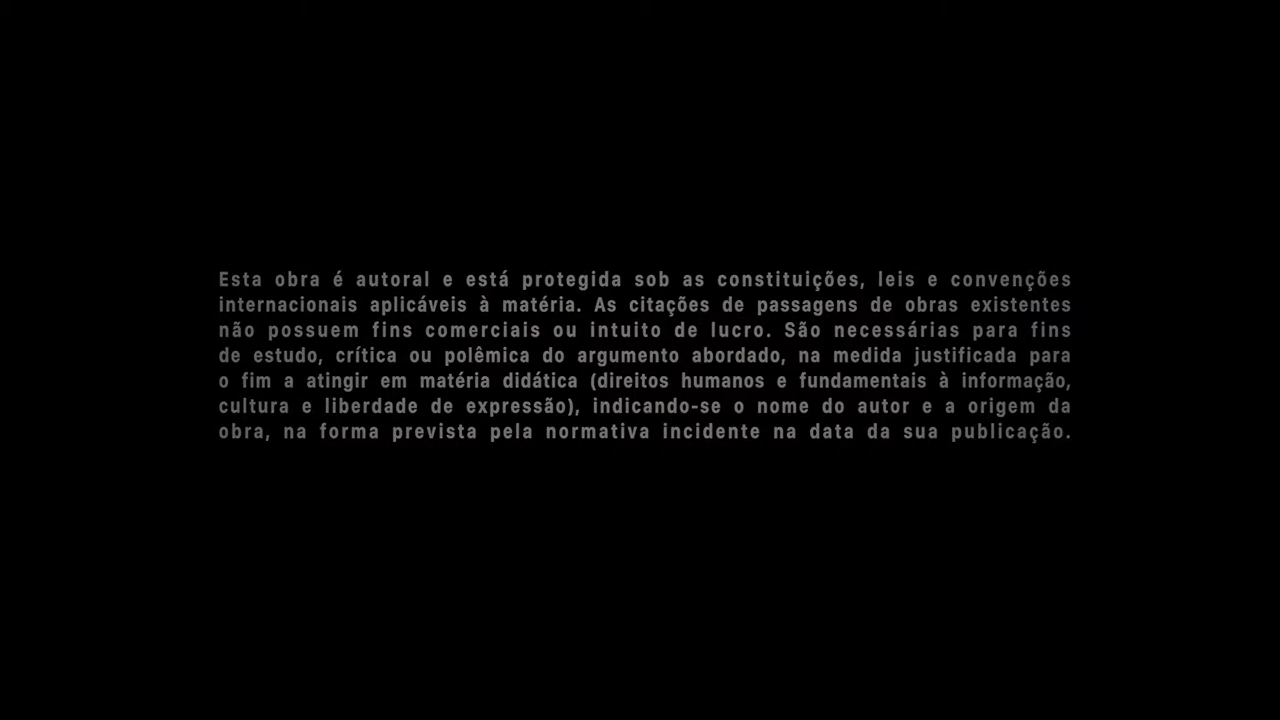 Esta obra é autoral e está protegida sob as constituições, leis e convenções
internacionais aplicáveis à matéria. As citações de passagens de obras existentes
não possuem fins comerciais ou intuito de lucro. São necessárias para fins
de estudo, crítica ou polêmica do argumento abordado, na medida justificada para
o fim a atingir em matéria didática (direitos humanos e fundamentais à informação,
cultura e liberdade de expressão), indicando-se o nome do autor e a origem da
obra, na forma prevista pela normativa incidente na data da sua publicação.